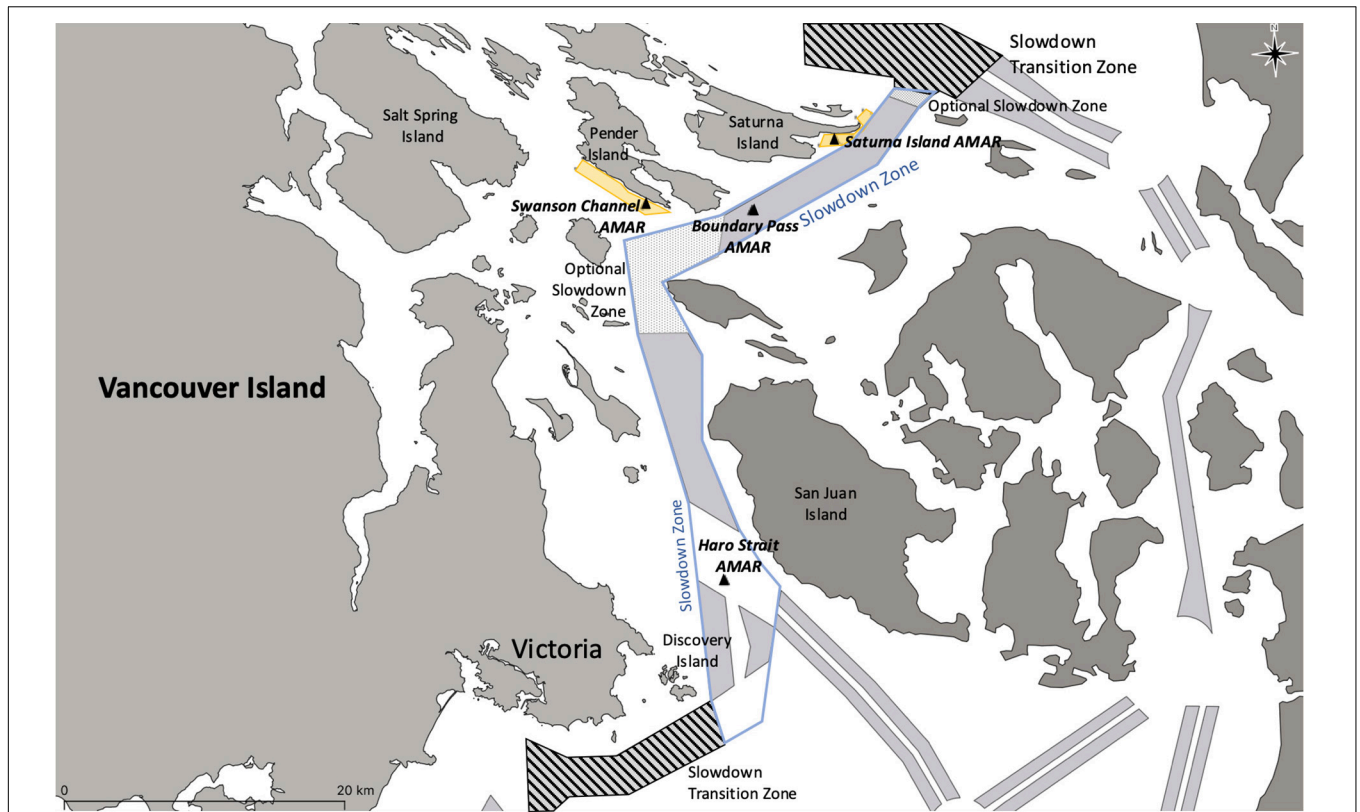 Slowdown
Transition Zone
Optional Slowdown Zone
Salt Spring
Island
Pender
Island
Saturna
Island
Saturna Island AMAR
Slowdown Zone
Swanson Channel
AMAR
Boundary Pass
AMAR
Optional
Slowdown
Zone
Vancouver Island
San Juan
Island
Haro Strait
AMAR
Slowdown Zone
Discovery
Island
Victoria
Slowdown
Transition Zone
0 20 km